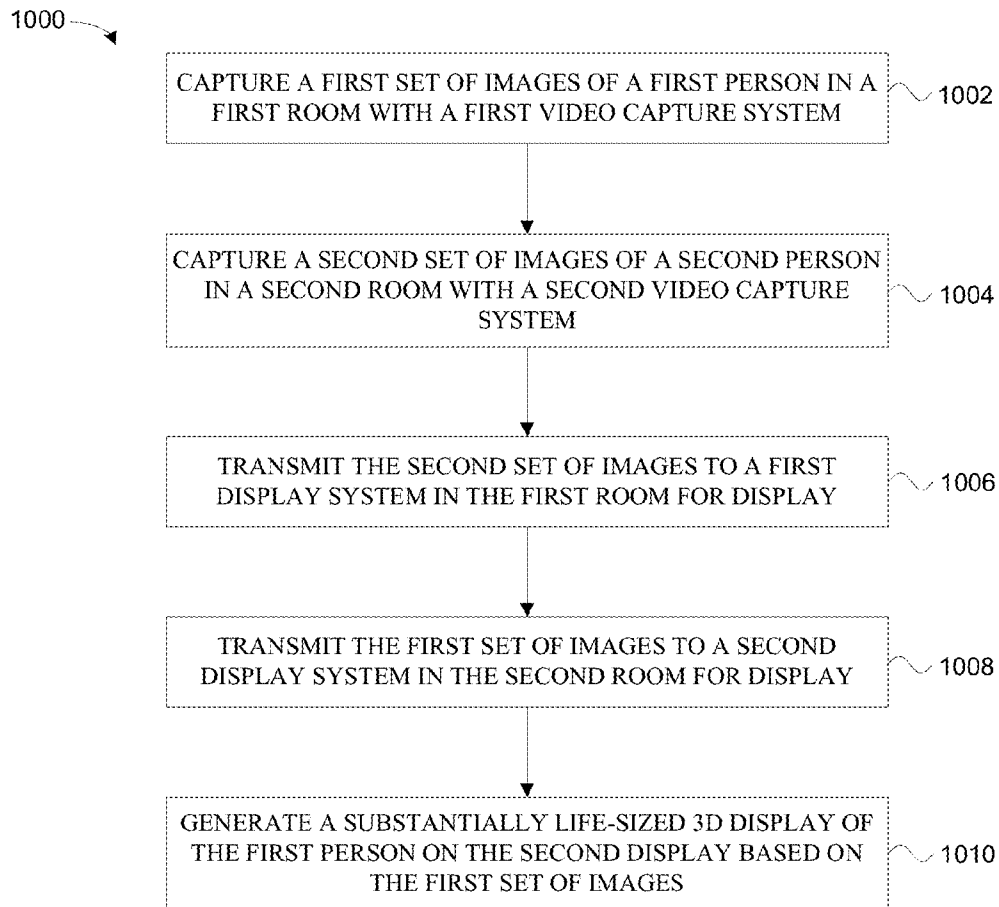 1000
CAPTURE A FIRST SET OF IMAGES OF A FIRST PERSON IN A
FIRST ROOM WITH A FIRST VIDEO CAPTURE SYSTEM
1002
CAPTURE A SECOND SET OF IMAGES OF A SECOND PERSON
IN A SECOND ROOM WITH A SECOND VIDEO CAPTURE
SYSTEM
1004
TRANSMIT THE SECOND SET OF IMAGES TO A FIRST
DISPLAY SYSTEM IN THE FIRST ROOM FOR DISPLAY
1006
TRANSMIT THE FIRST SET OF IMAGES TO A SECOND
DISPLAY SYSTEM IN THE SECOND ROOM FOR DISPLAY
1008
GENERATE A SUBSTANTIALLY LIFE-SIZED 3D DISPLAY OF
THE FIRST PERSON ON THE SECOND DISPLAY BASED ON
THE FIRST SET OF IMAGES
1010